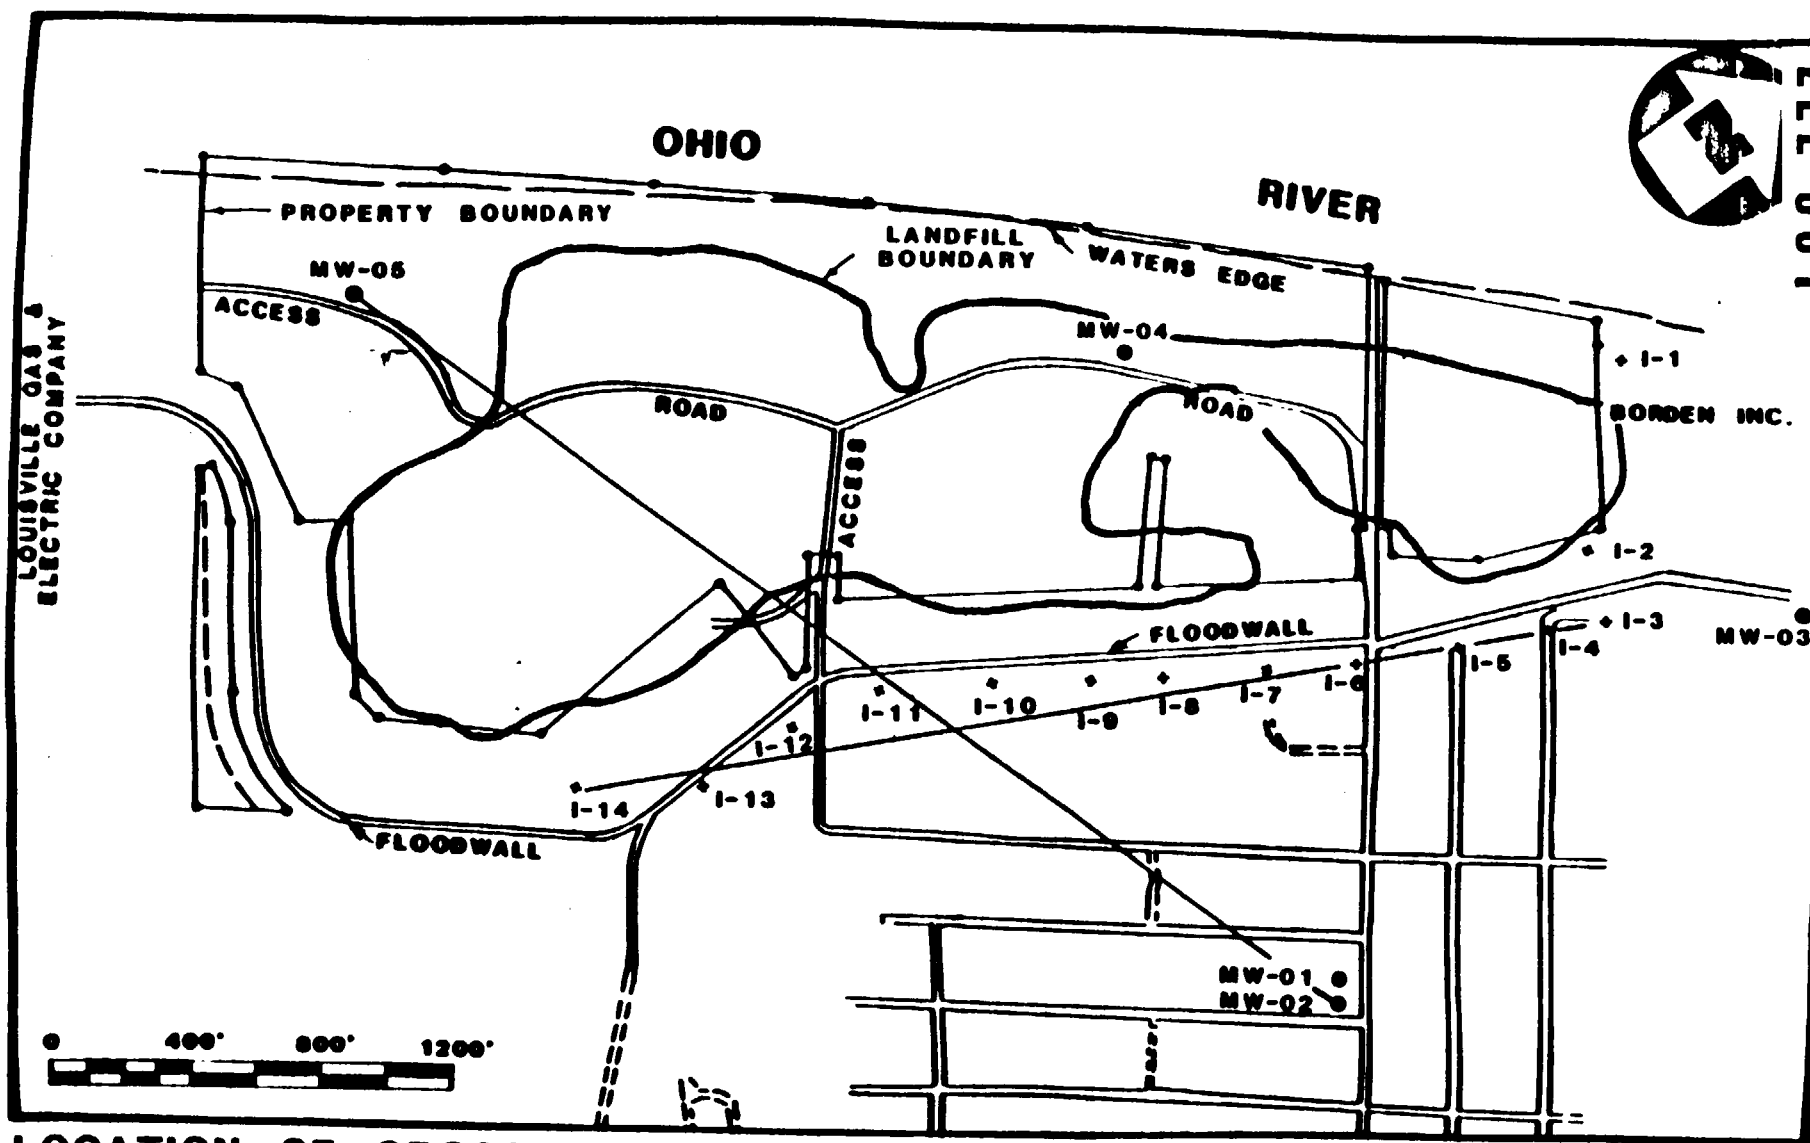 OHIO
RIVER
PROPERTY BOUNDARY
LANDFILL
BOUNDARY
WATERS EDGE
MW-05
ACCESS
MW-04
I-1
ROAD
ROAD
BORDEN INC.
LOUISVILLE GAS &
ELECTRIC COMPANY
ACCESS
I-2
FLOODWALL
I-3
MW-03
I-4
I-5
I-6
I-7
I-8
I-9
I-10
I-11
I-12
I-13
I-14
FLOODWALL
MW-01
MW-02
0 400' 800' 1200'
LOCATION OF